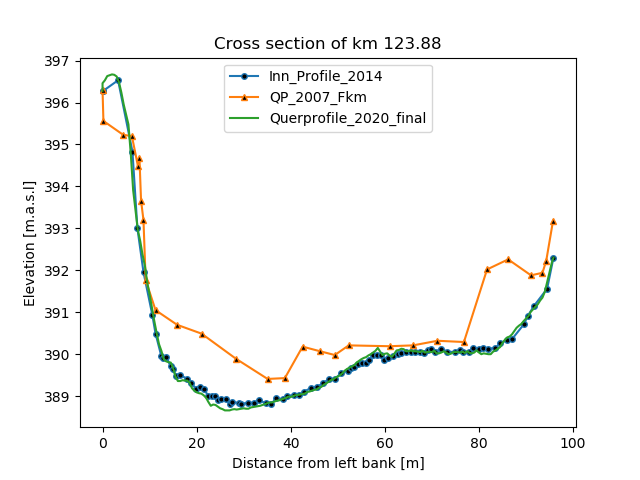 Cross section of km 123.88
Inn_Profile_2014
QP_2007_Fkm
Querprofile_2020_final
397
396
395
394
393
392
391
390
389
Elevation [m.a.s.l]
0 20 40 60 80 100
Distance from left bank [m]